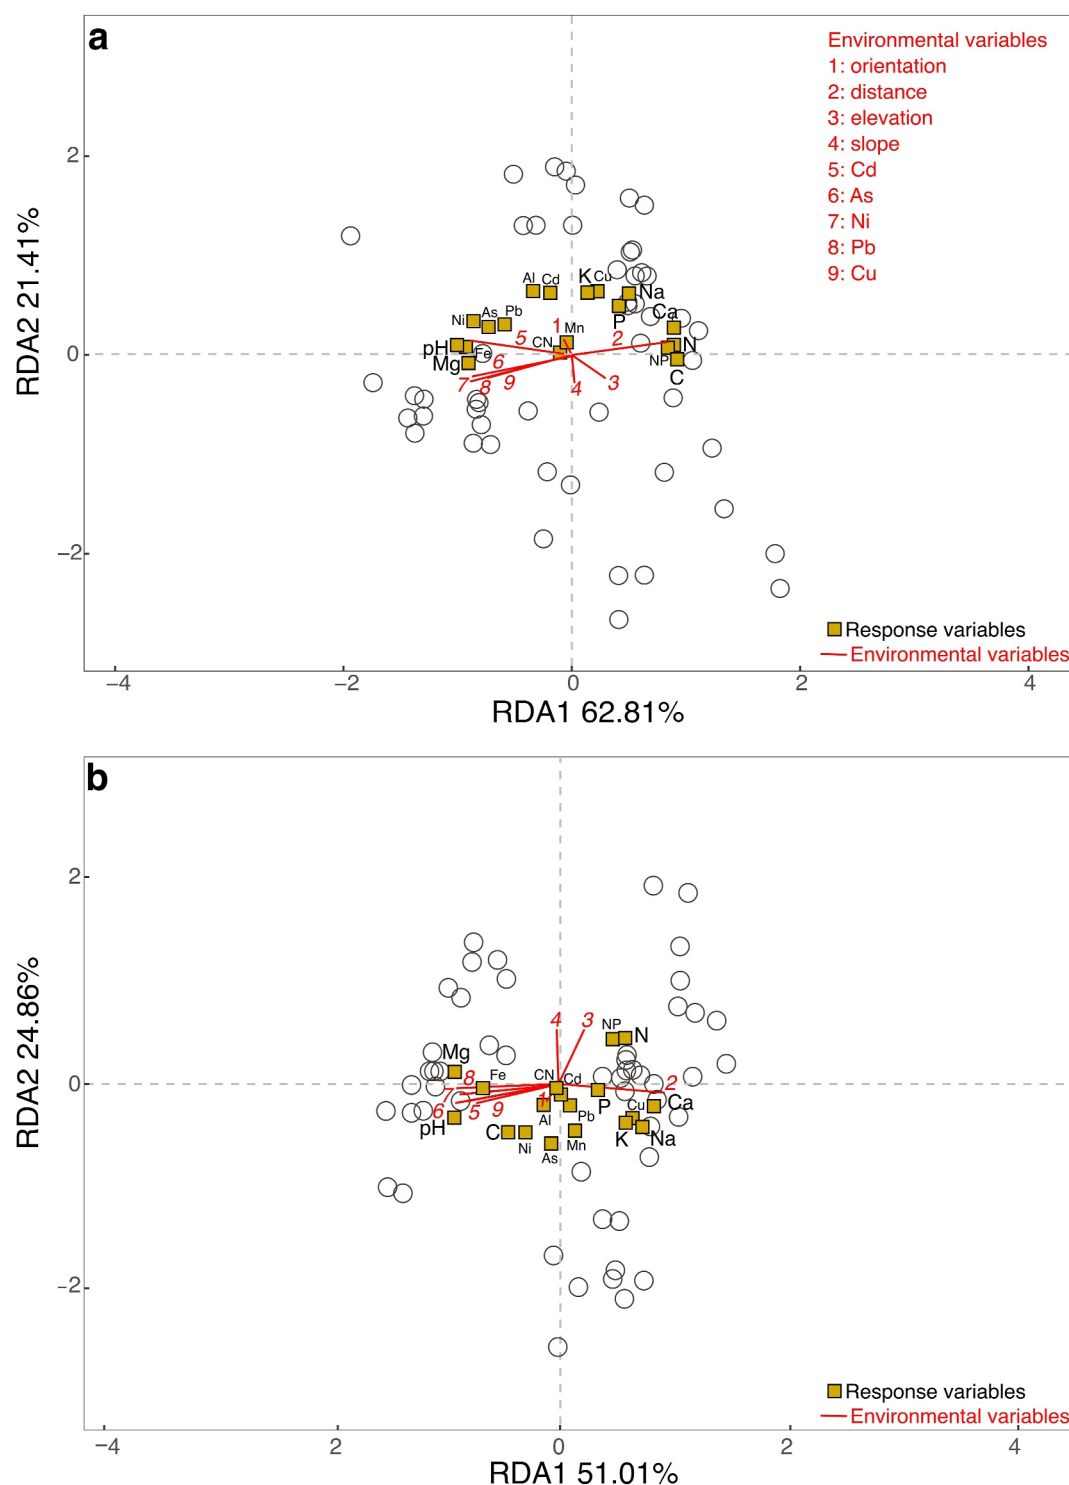 a
Environmental variables
1: orientation
2: distance
3: elevation
4: slope
5: Cd
6: As
7: Ni
8: Pb
9: Cu
RDA2 21.41%
2
0
−2
Al Cd K Cu Na
P Ca
Ni As Pb
1 Mn
5 CN 2
pH Fe NP N
Mg 6 C
7 8 9 4 3
Response variables
Environmental variables
−4 −2 0 2 4
RDA1 62.81%
b
RDA2 24.86%
2
0
−2
4 3 NP N
Mg
8 Fe CN Cd 2
7 P Ca
6 5 9 1 Cu
pH C Al Pb K Na
Ni As Mn
Response variables
Environmental variables
−4 2 0 2 4
RDA1 51.01%